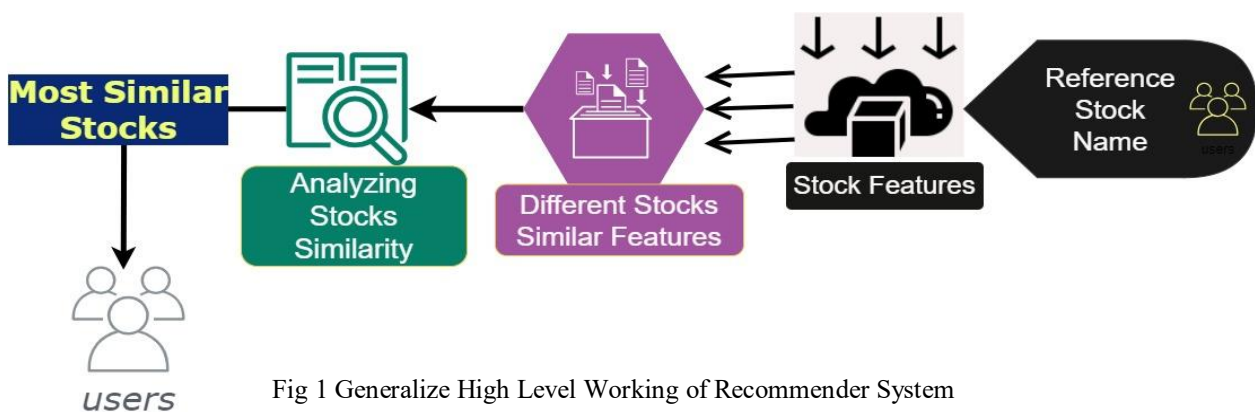 Most Similar
Stocks
Analyzing
Stocks
Similarity
Different Stocks
Similar Features
Stock Features
Reference
Stock
Name
users
users
Fig 1 Generalize High Level Working of Recommender System